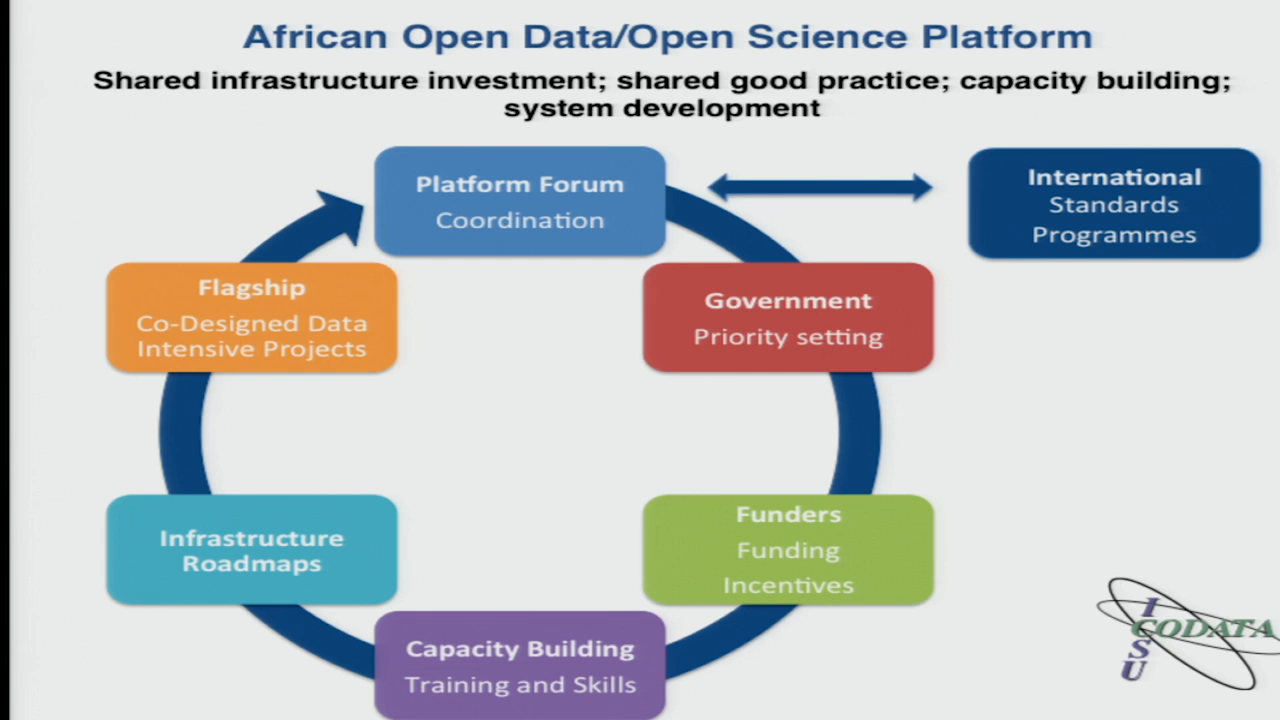 African Open Data/Open Science Platform
Shared infrastructure investment; shared good practice; capacity building;
system development
Platform Forum
Coordination
International
Standards
Programmes
Government
Priority setting
Funders
Funding
Incentives
Capacity Building
Training and Skills
Infrastructure
Roadmaps
Flagship
Co-Designed Data
Intensive Projects
ICSU
CODATA